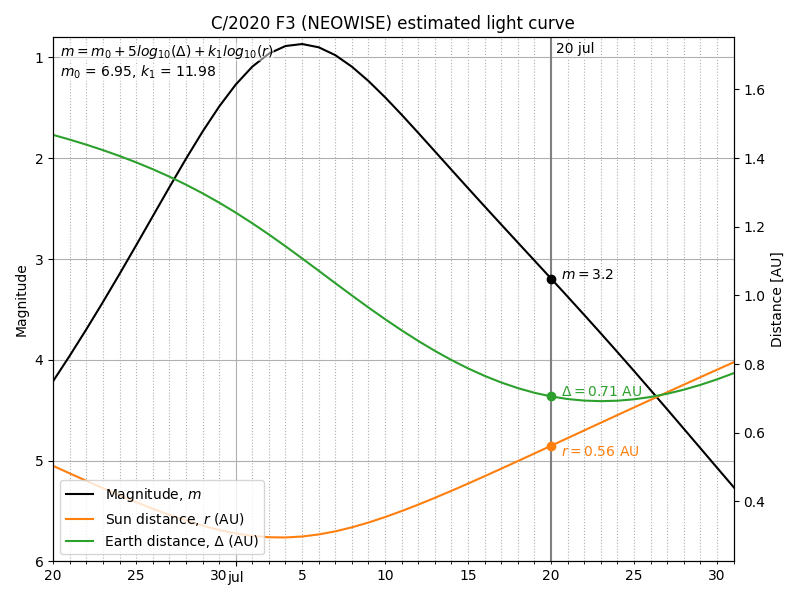 C/2020 F3 (NEOWISE) estimated light curve
m = m₀ + 5log₁₀(Δ) + k₁log₁₀(r)
m₀ = 6.95, k₁ = 11.98
20 jul
Magnitude
1
2
3
4
5
6
Distance [AU]
1.6
1.4
1.2
1.0
0.8
0.6
0.4
m = 3.2
Δ = 0.71 AU
r = 0.56 AU
Magnitude, m
Sun distance, r (AU)
Earth distance, Δ (AU)
20 25 30 jul 5 10 15 20 25 30